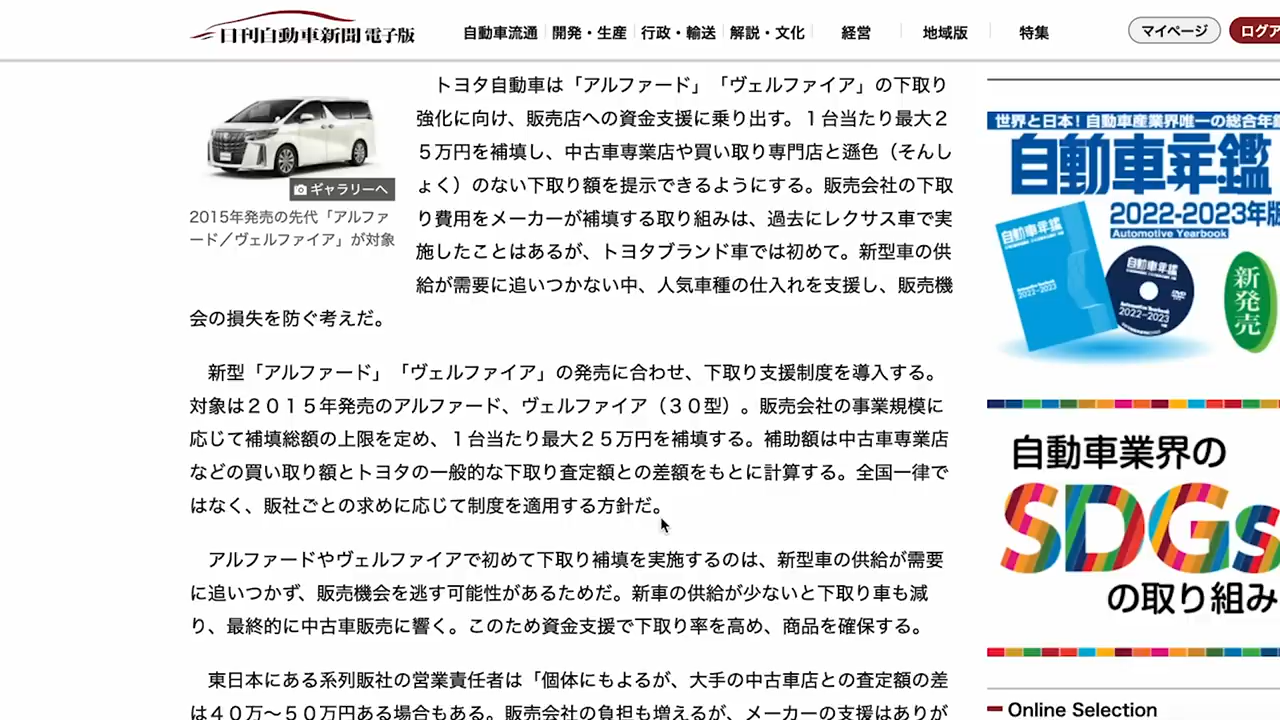 日刊自動車新聞 電子版
自動車流通 開発・生産 行政・輸送 解説・文化 経営 地域版 特集
マイページ
ログア
トヨタ自動車は「アルファード」「ヴェルファイア」の下取り
強化に向け、販売店への資金支援に乗り出す。１台当たり最大２
５万円を補填し、中古車専業店や買い取り専門店と遜色（そんし
ょく）のない下取り額を提示できるようにする。販売会社の下取
り費用をメーカーが補填する取り組みは、過去にレクサス車で実
施したことはあるが、トヨタブランド車では初めて。新型車の供
給が需要に追いつかない中、人気車種の仕入れを支援し、販売機
会の損失を防ぐ考えだ。
ギャラリーへ
2015年発売の先代「アルファ
ード／ヴェルファイア」が対象
新型「アルファード」「ヴェルファイア」の発売に合わせ、下取り支援制度を導入する。
対象は２０１５年発売のアルファード、ヴェルファイア（３０型）。販売会社の事業規模に
応じて補填総額の上限を定め、１台当たり最大２５万円を補填する。補助額は中古車専業店
などの買い取り額とトヨタの一般的な下取り査定額との差額をもとに計算する。全国一律で
はなく、販社ごとの求めに応じて制度を適用する方針だ。
アルファードやヴェルファイアで初めて下取り補填を実施するのは、新型車の供給が需要
に追いつかず、販売機会を逃す可能性があるためだ。新車の供給が少ないと下取り車も減
り、最終的に中古車販売に響く。このため資金支援で下取り率を高め、商品を確保する。
東日本にある系列販社の営業責任者は「個体にもよるが、大手の中古車店との査定額の差
は４０万～５０万円ある場合もある。販売会社の負担も増えるが、メーカーの支援はありが
世界と日本！自動車産業界唯一の総合年鑑
自動車年鑑
2022-2023年版
Automotive Yearbook
自動車年鑑
2022-2023
自動車年鑑
Automotive Yearbook
2022-2023
新発売
自動車業界の
SDGs
の取り組み
Online Selection